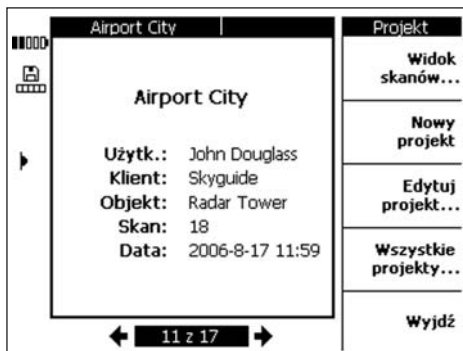 Airport City
Projekt
Airport City
Użytk.: John Douglass
Klient: Skyguide
Objekt: Radar Tower
Skan: 18
Data: 2006-8-17 11:59
11 z 17
Widok
skanów...
Nowy
projekt
Edytuj
projekt...
Wszystkie
projekty...
Wyjdź